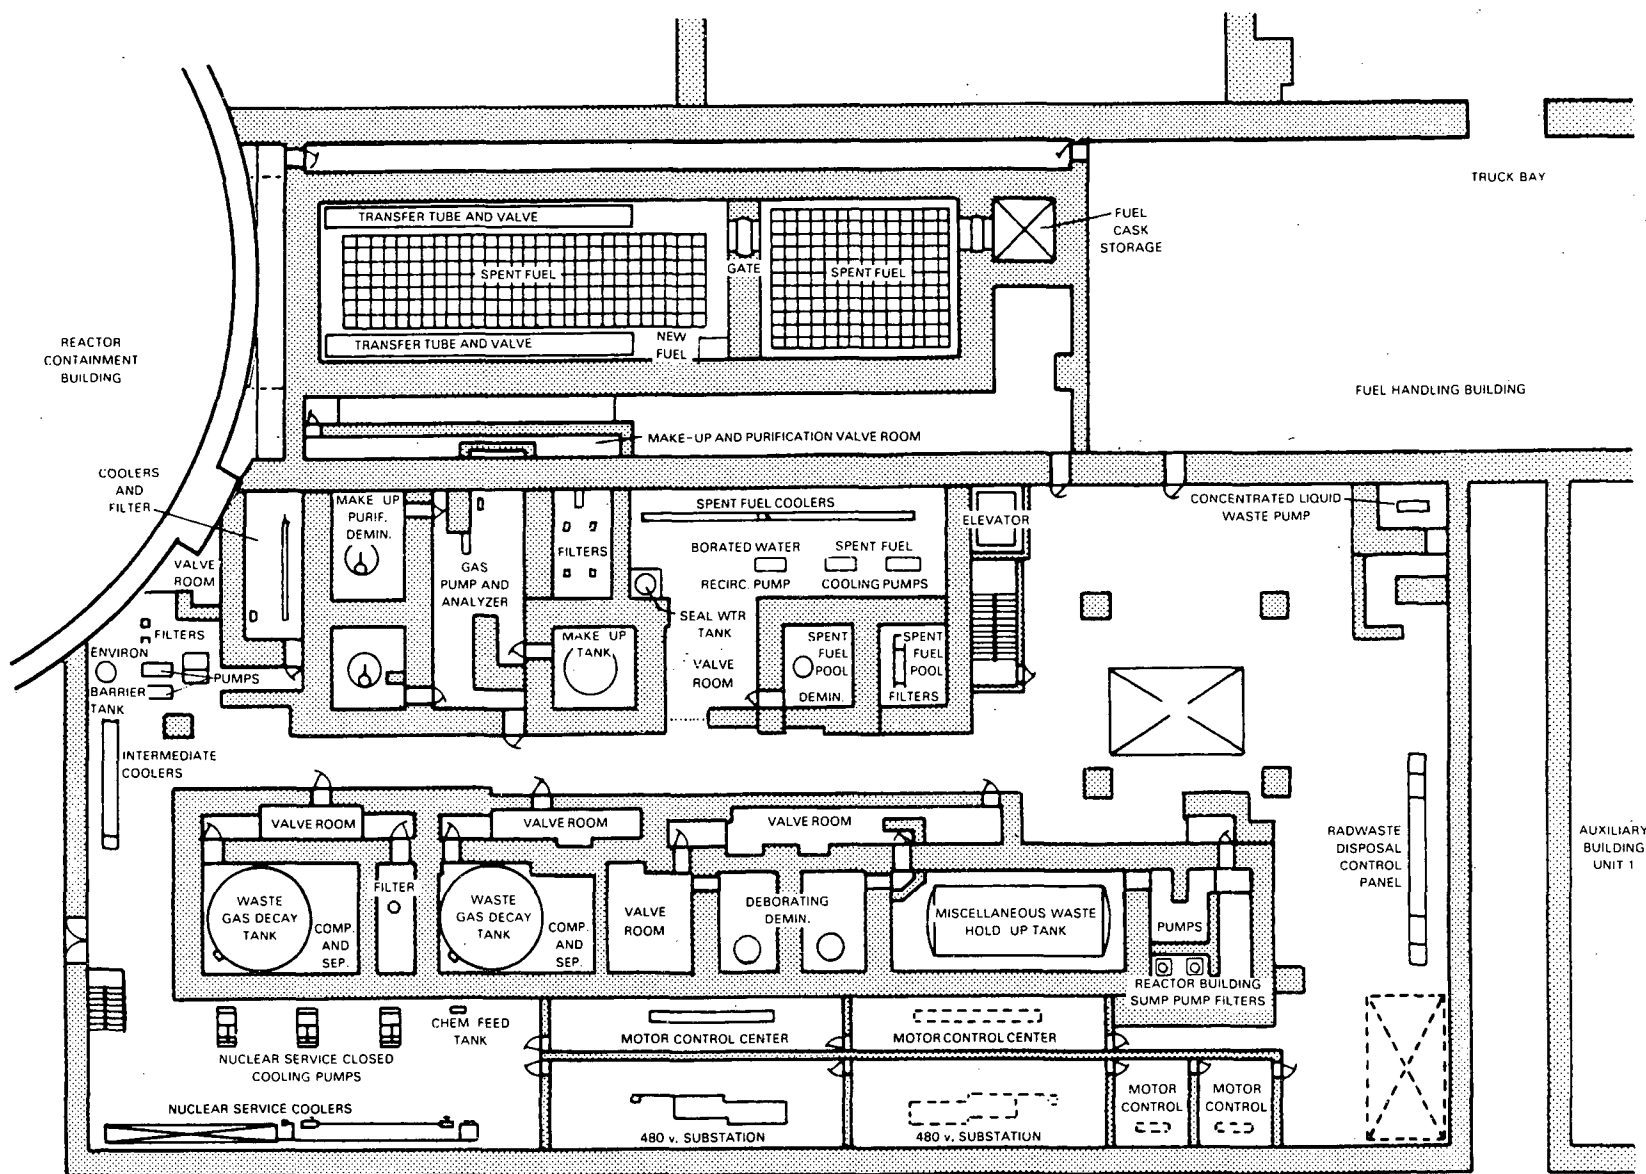 TRUCK BAY
TRANSFER TUBE AND VALVE
FUEL
CASK
STORAGE
SPENT FUEL
GATE
SPENT FUEL
TRANSFER TUBE AND VALVE
NEW
FUEL
REACTOR
CONTAINMENT
BUILDING
FUEL HANDLING BUILDING
MAKE-UP AND PURIFICATION VALVE ROOM
COOLERS
AND
FILTER
MAKE UP
PURIF.
DEMIN.
SPENT FUEL COOLERS
ELEVATOR
CONCENTRATED LIQUID
WASTE PUMP
FILTERS
BORATED WATER
RECIRC. PUMP
SPENT FUEL
COOLING PUMPS
VALVE
ROOM
GAS
PUMP AND
ANALYZER
SEAL WTR
TANK
FILTERS
ENVIRON
BARRIER
TANK
PUMPS
MAKE UP
TANK
VALVE
ROOM
SPENT
FUEL
POOL
DEMIN.
SPENT
FUEL
POOL
FILTERS
INTERMEDIATE
COOLERS
VALVE ROOM
VALVE ROOM
VALVE ROOM
RADWASTE
DISPOSAL
CONTROL
PANEL
AUXILIARY
BUILDING
UNIT 1
WASTE
GAS DECAY
TANK
COMP.
AND
SEP.
FILTER
WASTE
GAS DECAY
TANK
COMP.
AND
SEP.
VALVE
ROOM
DEBORATING
DEMIN.
MISCELLANEOUS WASTE
HOLD UP TANK
PUMPS
REACTOR BUILDING
SUMP PUMP FILTERS
CHEM FEED
TANK
MOTOR CONTROL CENTER
MOTOR CONTROL CENTER
NUCLEAR SERVICE CLOSED
COOLING PUMPS
NUCLEAR SERVICE COOLERS
480 v. SUBSTATION
480 v. SUBSTATION
MOTOR
CONTROL
MOTOR
CONTROL